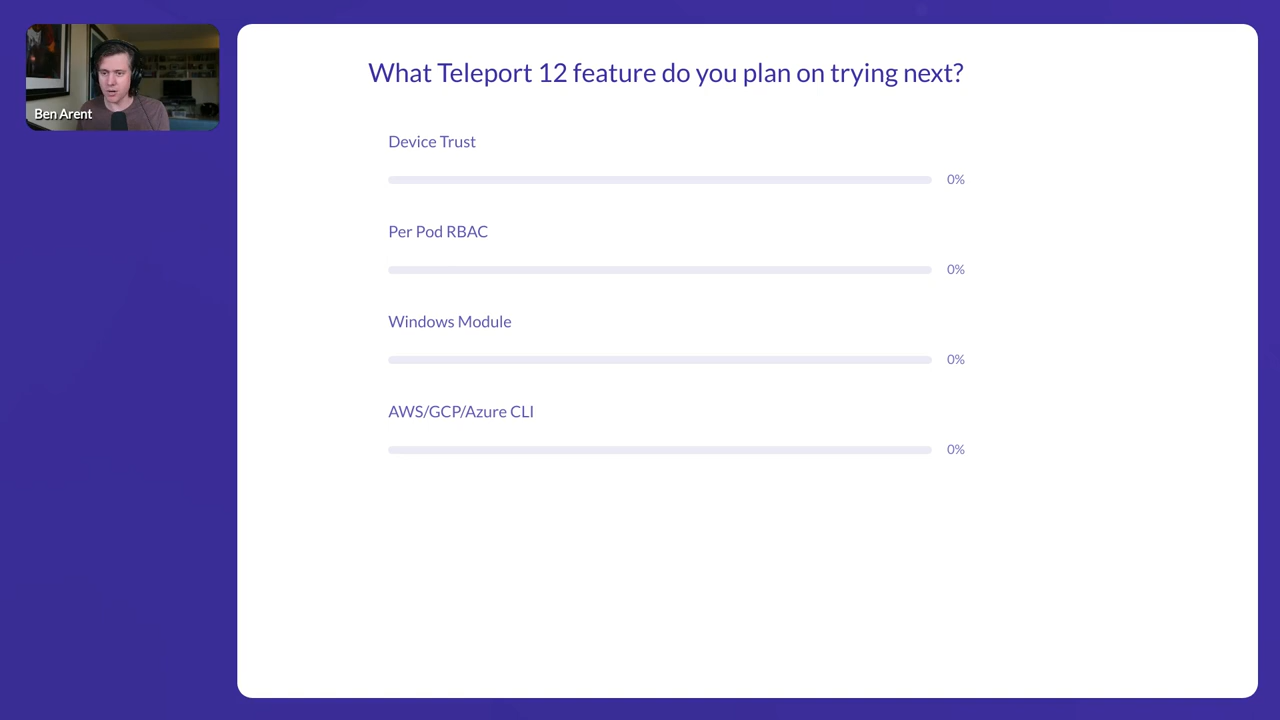 Ben Arent
What Teleport 12 feature do you plan on trying next?
Device Trust
0%
Per Pod RBAC
0%
Windows Module
0%
AWS/GCP/Azure CLI
0%